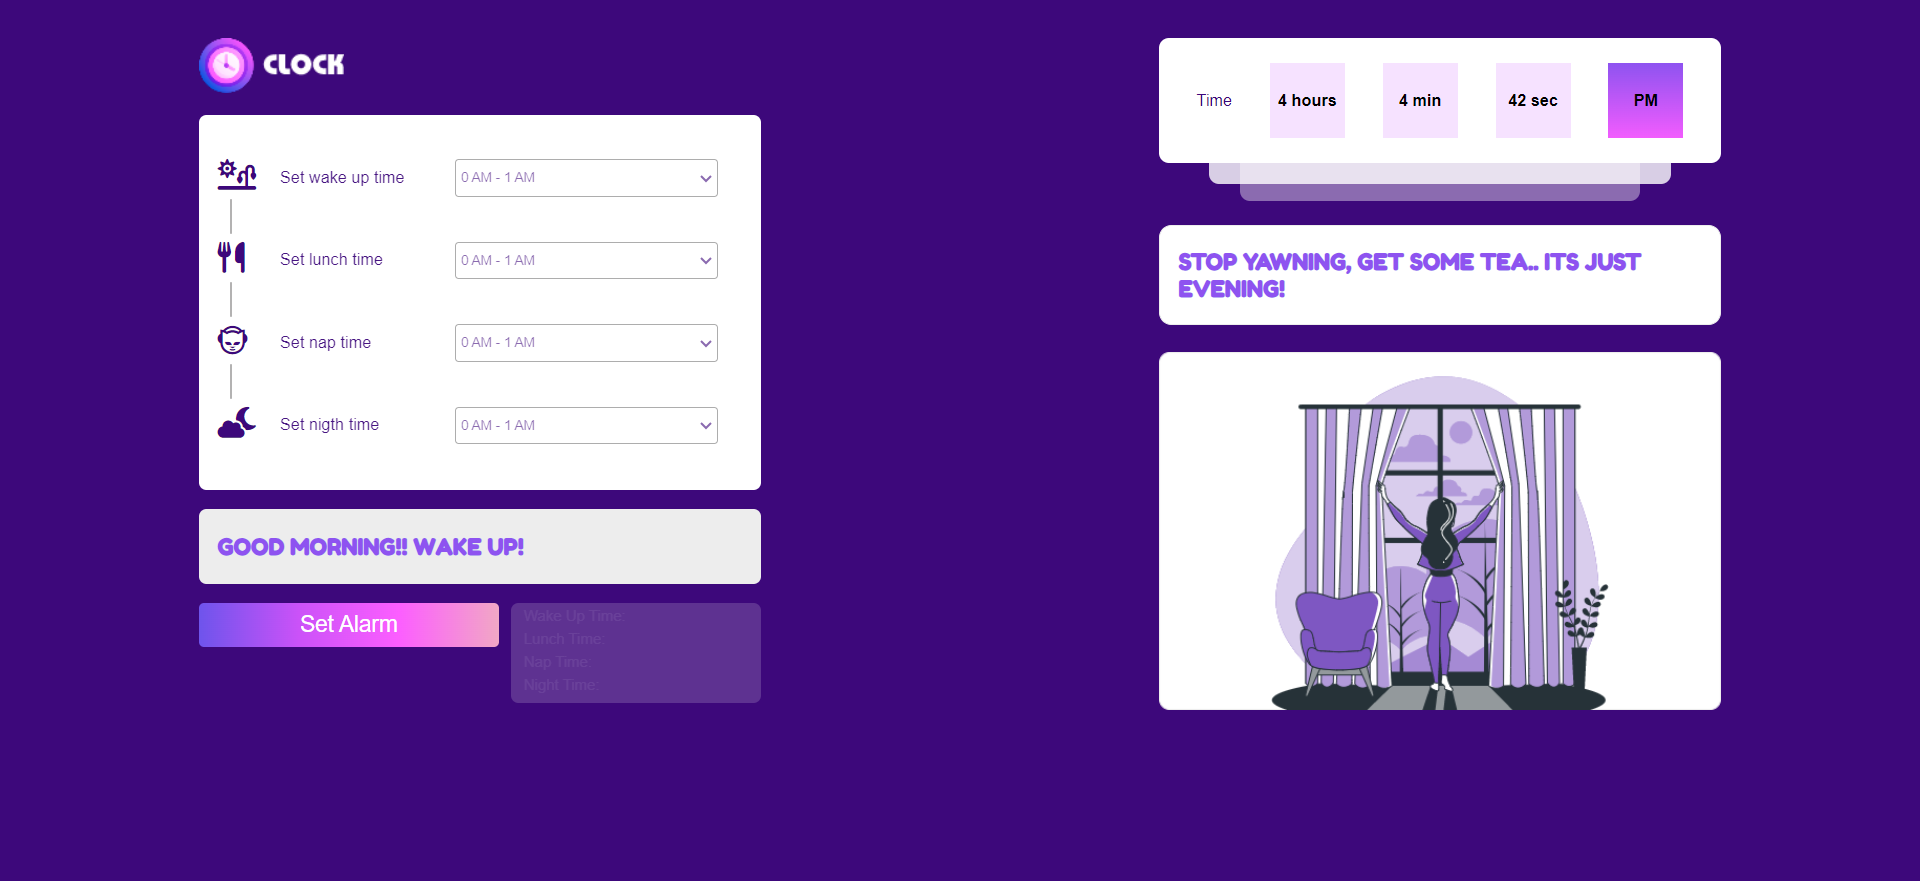 CLOCK
Set wake up time
0 AM - 1 AM
Set lunch time
0 AM - 1 AM
Set nap time
0 AM - 1 AM
Set nigth time
0 AM - 1 AM
GOOD MORNING!! WAKE UP!
Set Alarm
Wake Up Time:
Lunch Time:
Nap Time:
Night Time:
Time
4 hours
4 min
42 sec
PM
STOP YAWNING, GET SOME TEA.. ITS JUST
EVENING!